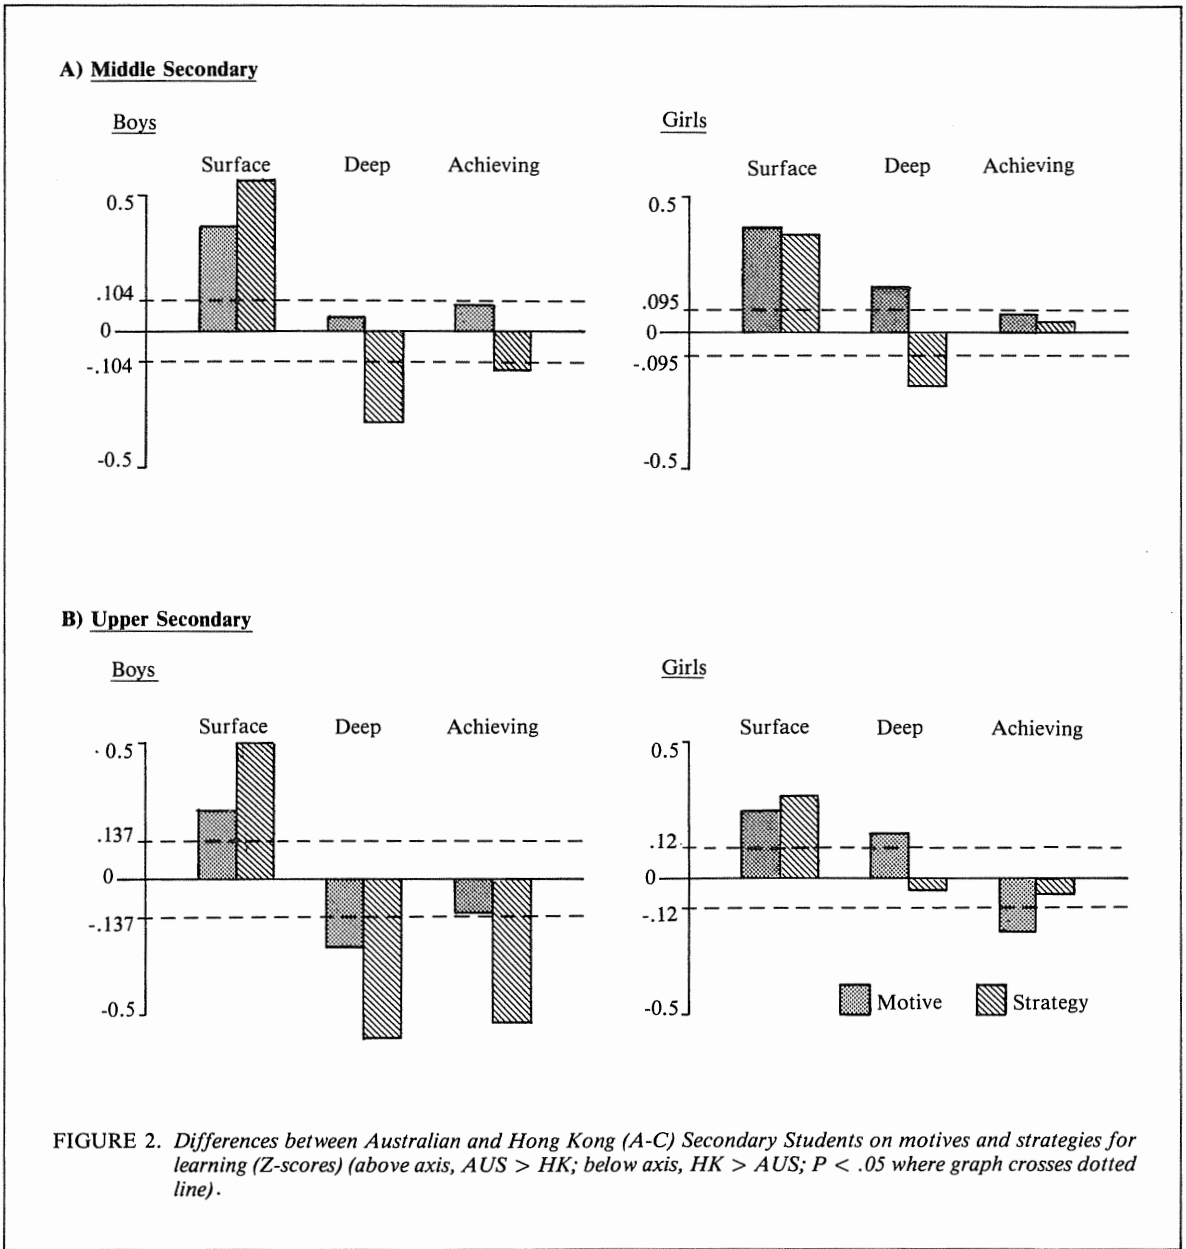 A) Middle Secondary
Boys
Surface Deep Achieving
0.5
.104
0
-.104
-0.5
Girls
Surface Deep Achieving
0.5
.095
0
-.095
-0.5
B) Upper Secondary
Boys
Surface Deep Achieving
0.5
.137
0
-.137
-0.5
Girls
Surface Deep Achieving
0.5
.12
0
-.12
-0.5
Motive Strategy
FIGURE 2. Differences between Australian and Hong Kong (A-C) Secondary Students on motives and strategies for
learning (Z-scores) (above axis, AUS > HK; below axis, HK > AUS; P < .05 where graph crosses dotted
line).